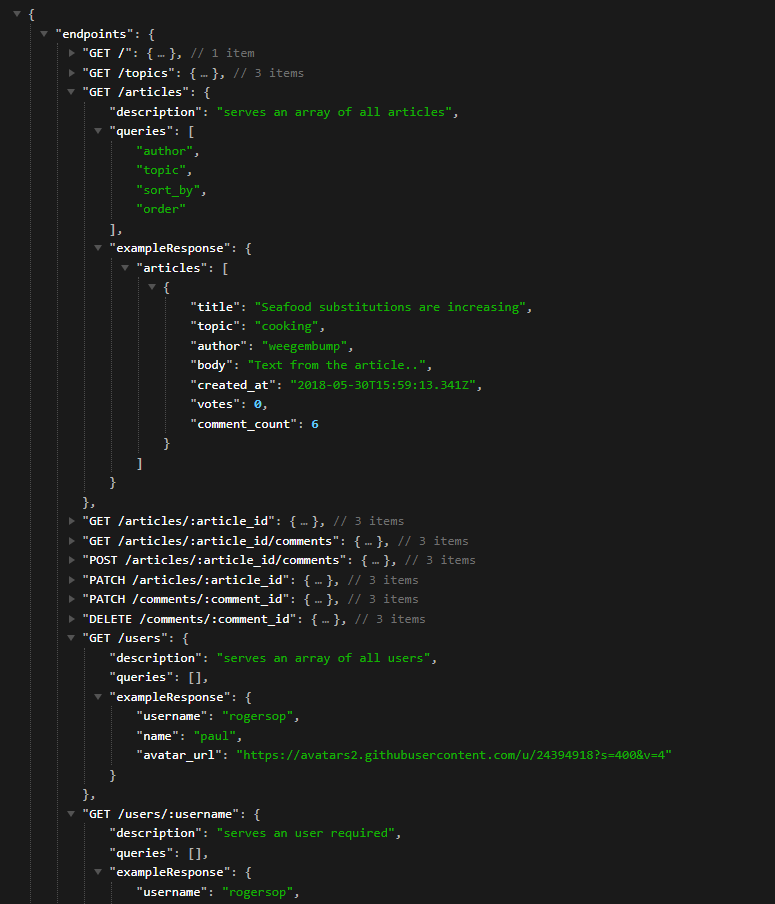 {
"endpoints": {
"GET /": { … }, // 1 item
"GET /topics": { … }, // 3 items
"GET /articles": {
"description": "serves an array of all articles",
"queries": [
"author",
"topic",
"sort_by",
"order"
],
"exampleResponse": {
"articles": [
{
"title": "Seafood substitutions are increasing",
"topic": "cooking",
"author": "weegembump",
"body": "Text from the article..",
"created_at": "2018-05-30T15:59:13.341Z",
"votes": 0,
"comment_count": 6
}
]
}
},
"GET /articles/:article_id": { … }, // 3 items
"GET /articles/:article_id/comments": { … }, // 3 items
"POST /articles/:article_id/comments": { … }, // 3 items
"PATCH /articles/:article_id": { … }, // 3 items
"PATCH /comments/:comment_id": { … }, // 3 items
"DELETE /comments/:comment_id": { … }, // 3 items
"GET /users": {
"description": "serves an array of all users",
"queries": [],
"exampleResponse": {
"username": "rogersop",
"name": "paul",
"avatar_url": "https://avatars2.githubusercontent.com/u/24394918?s=400&v=4"
}
},
"GET /users/:username": {
"description": "serves an user required",
"queries": [],
"exampleResponse": {
"username": "rogersop",